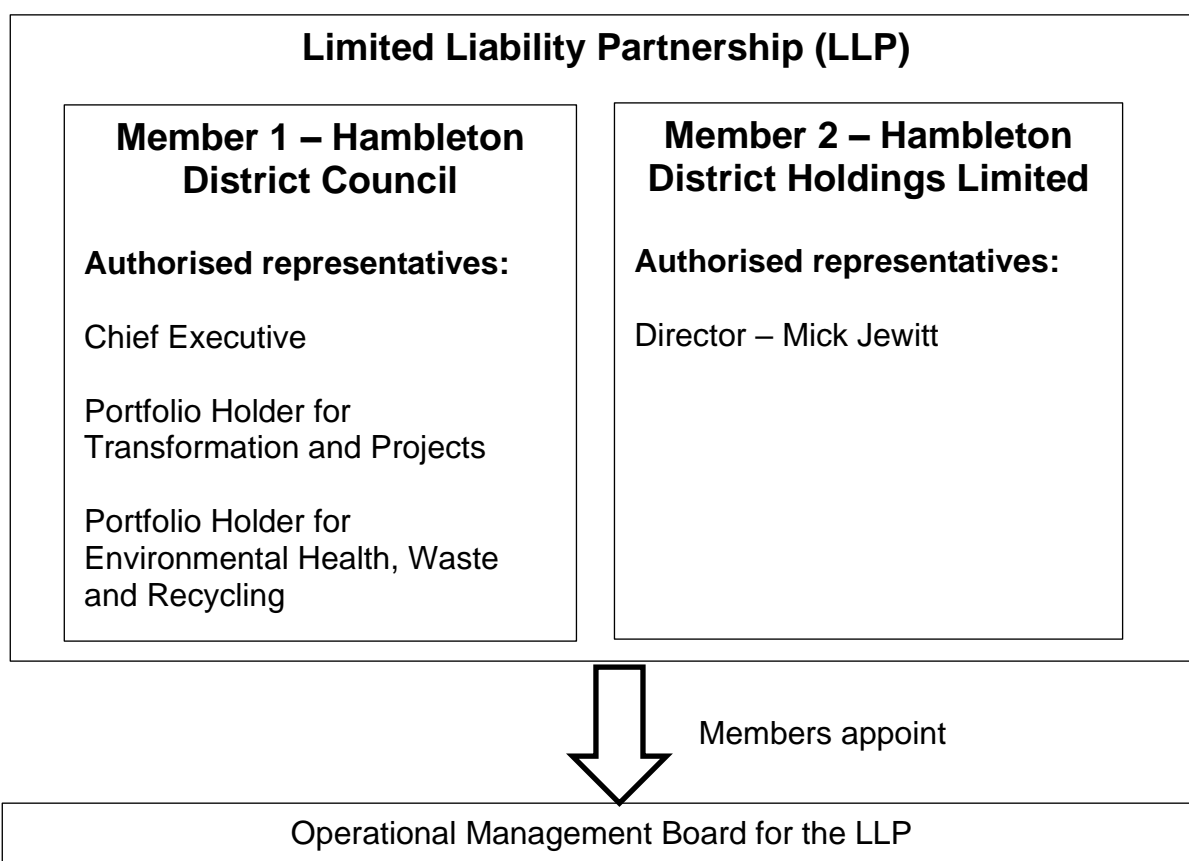 Limited Liability Partnership (LLP)
Member 1 – Hambleton
District Council
Authorised representatives:
Chief Executive
Portfolio Holder for
Transformation and Projects
Portfolio Holder for
Environmental Health, Waste
and Recycling
Member 2 – Hambleton
District Holdings Limited
Authorised representatives:
Director – Mick Jewitt
Members appoint
Operational Management Board for the LLP